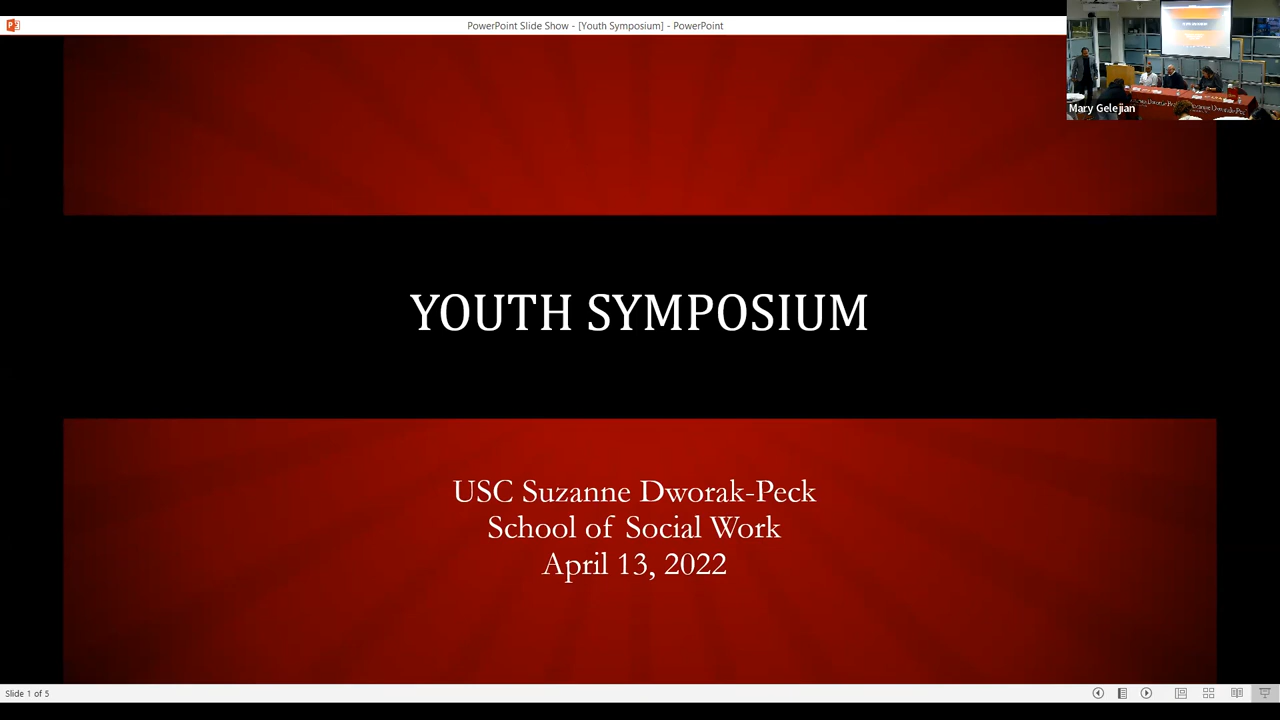 PowerPoint Slide Show - [Youth Symposium] - PowerPoint
Mary Gelejian
YOUTH SYMPOSIUM
USC Suzanne Dworak-Peck
School of Social Work
April 13, 2022
Slide 1 of 5